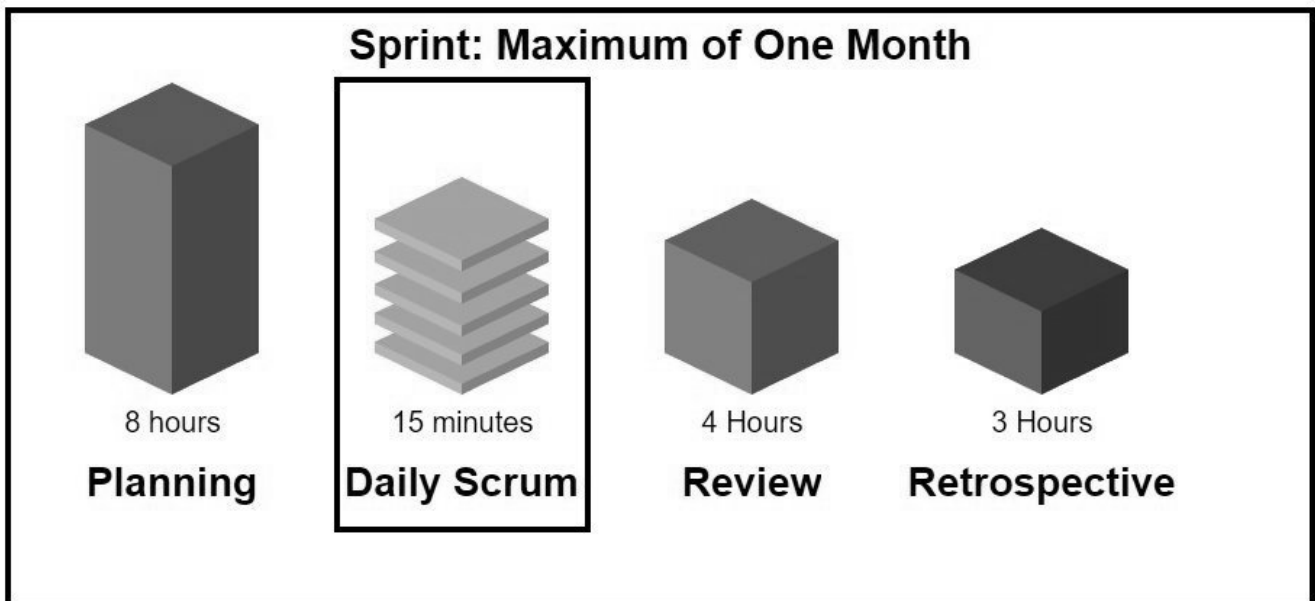 Sprint: Maximum of One Month
8 hours
15 minutes
4 Hours
3 Hours
Planning
Daily Scrum
Review
Retrospective